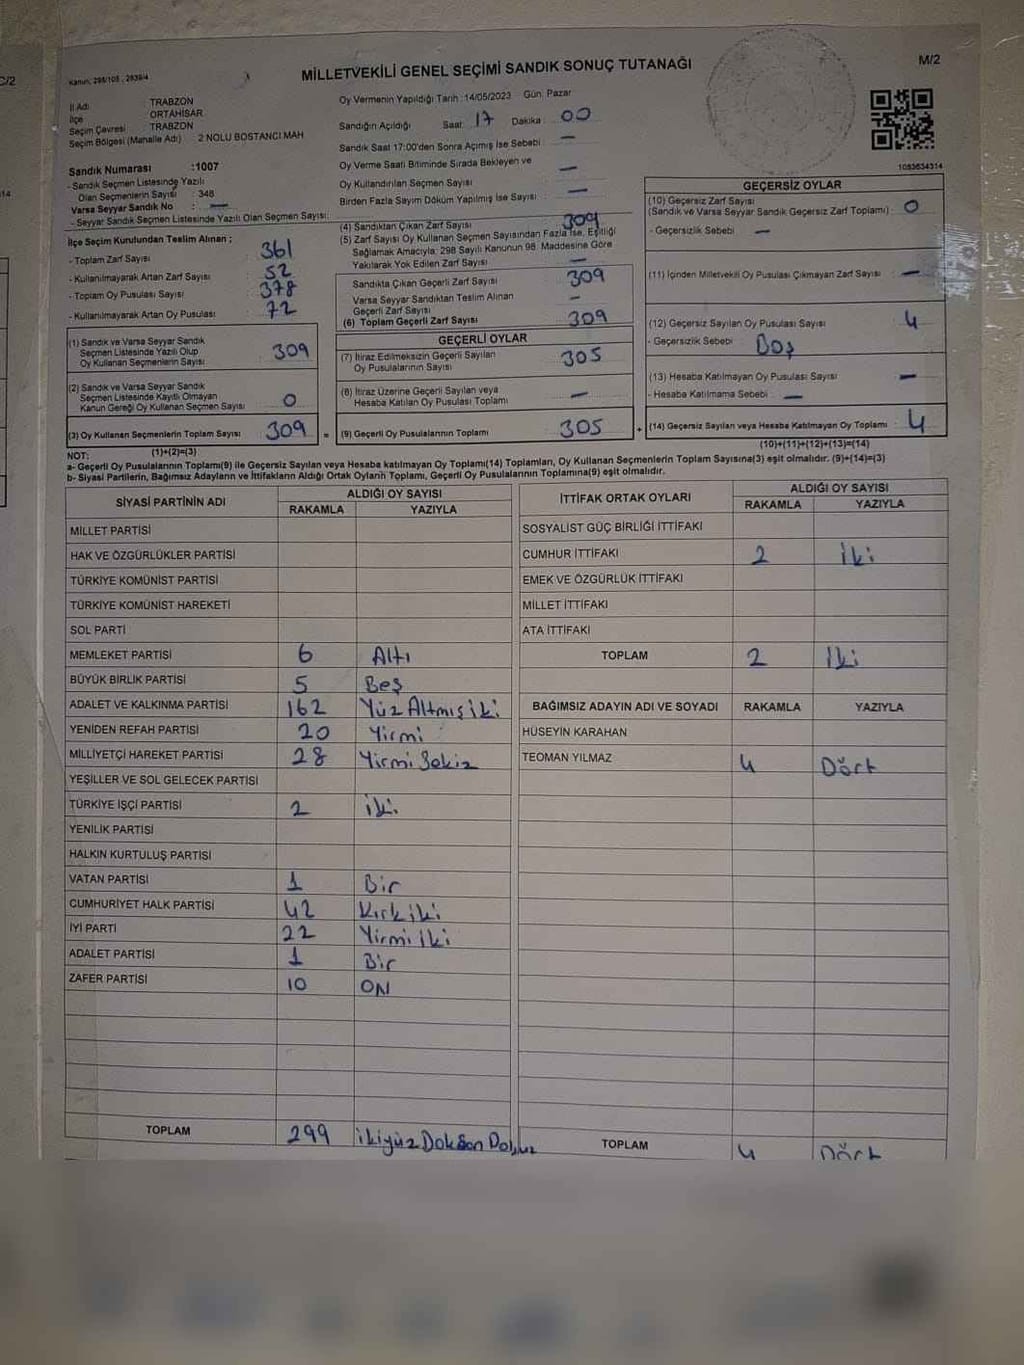 C/2
Kanun: 298/105 , 2839/4
MİLLETVEKİLİ GENEL SEÇİMİ SANDIK SONUÇ TUTANAĞI
M/2
İl Adı : TRABZON
İlçe : ORTAHİSAR
Seçim Çevresi : TRABZON
Seçim Bölgesi (Mahalle Adı) : 2 NOLU BOSTANCI MAH
Sandık Numarası :1007
- Sandık Seçmen Listesinde Yazılı
Olan Seçmenlerin Sayısı : 348
Varsa Seyyar Sandık No : —
- Seyyar Sandık Seçmen Listesinde Yazılı Olan Seçmen Sayısı:
Oy Vermenin Yapıldığı Tarih :14/05/2023 Gün: Pazar
Sandığın Açıldığı Saat 17 Dakika : 00
Sandık Saat 17:00'den Sonra Açımış İse Sebebi : —
Oy Verme Saati Bitiminde Sırada Bekleyen ve
Oy Kullandırılan Seçmen Sayısı —
Birden Fazla Sayım Döküm Yapılmış İse Sayısı : —
1083634314
İlçe Seçim Kurulundan Teslim Alınan ;
- Toplam Zarf Sayısı : 361
- Kullanılmayarak Artan Zarf Sayısı : 52
- Toplam Oy Pusulası Sayısı : 378
- Kullanılmayarak Artan Oy Pusulası : 72
(4) Sandıktan Çıkan Zarf Sayısı : 309
(5) Zarf Sayısı Oy Kullanan Seçmen Sayısından Fazla İse, Eşitliği
Sağlamak Amacıyla; 298 Sayılı Kanunun 98. Maddesine Göre
Yakılarak Yok Edilen Zarf Sayısı : —
Sandıkta Çıkan Geçerli Zarf Sayısı 309
Varsa Seyyar Sandıktan Teslim Alınan
Geçerli Zarf Sayısı : —
(6) Toplam Geçerli Zarf Sayısı : 309
GEÇERSİZ OYLAR
(10) Geçersiz Zarf Sayısı
(Sandık ve Varsa Seyyar Sandık Geçersiz Zarf Toplamı) : 0
- Geçersizlik Sebebi : —
(11) İçinden Milletvekili Oy Pusulası Çıkmayan Zarf Sayısı : —
(12) Geçersiz Sayılan Oy Pusulası Sayısı : 4
- Geçersizlik Sebebi : Boş
(13) Hesaba Katılmayan Oy Pusulası Sayısı : —
- Hesaba Katılmama Sebebi : —
(14) Geçersiz Sayılan veya Hesaba Katılmayan Oy Toplamı : 4
(10)+(11)+(12)+(13)=(14)
(1) Sandık ve Varsa Seyyar Sandık
Seçmen Listesinde Yazılı Olup
Oy Kullanan Seçmenlerin Sayısı : 309
(2) Sandık ve Varsa Seyyar Sandık
Seçmen Listesinde Kayıtlı Olmayan
Kanun Gereği Oy Kullanan Seçmen Sayısı : 0
(3) Oy Kullanan Seçmenlerin Toplam Sayısı : 309 =
(1)+(2)=(3)
GEÇERLİ OYLAR
(7) İtiraz Edilmeksizin Geçerli Sayılan
Oy Pusulalarının Sayısı : 305
(8) İtiraz Üzerine Geçerli Sayılan veya
Hesaba Katılan Oy Pusulası Toplamı : —
(9) Geçerli Oy Pusulalarının Toplamı : 305 +
NOT:
a- Geçerli Oy Pusulalarının Toplamı(9) ile Geçersiz Sayılan veya Hesaba katılmayan Oy Toplamı(14) Toplamları, Oy Kullanan Seçmenlerin Toplam Sayısına(3) eşit olmalıdır. (9)+(14)=(3)
b- Siyasi Partilerin, Bağımsız Adayların ve İttifakların Aldığı Ortak Oyların Toplamı, Geçerli Oy Pusulalarının Toplamına(9) eşit olmalıdır.
SİYASİ PARTİNİN ADI ALDIĞI OY SAYISI
RAKAMLA YAZIYLA
MİLLET PARTİSİ
HAK VE ÖZGÜRLÜKLER PARTİSİ
TÜRKİYE KOMÜNİST PARTİSİ
TÜRKİYE KOMÜNİST HAREKETİ
SOL PARTİ
MEMLEKET PARTİSİ 6 Altı
BÜYÜK BİRLİK PARTİSİ 5 Beş
ADALET VE KALKINMA PARTİSİ 162 Yüz Altmış iki
YENİDEN REFAH PARTİSİ 20 Yirmi
MİLLİYETÇİ HAREKET PARTİSİ 28 Yirmi Sekiz
YEŞİLLER VE SOL GELECEK PARTİSİ
TÜRKİYE İŞÇİ PARTİSİ 2 iki
YENİLİK PARTİSİ
HALKIN KURTULUŞ PARTİSİ
VATAN PARTİSİ 1 Bir
CUMHURİYET HALK PARTİSİ 42 Kırk iki
İYİ PARTİ 22 Yirmi iki
ADALET PARTİSİ 1 Bir
ZAFER PARTİSİ 10 ON
TOPLAM 299 ikiyüz Doksan Dokuz
İTTİFAK ORTAK OYLARI ALDIĞI OY SAYISI
RAKAMLA YAZIYLA
SOSYALİST GÜÇ BİRLİĞİ İTTİFAKI
CUMHUR İTTİFAKI 2 İki
EMEK VE ÖZGÜRLÜK İTTİFAKI
MİLLET İTTİFAKI
ATA İTTİFAKI
TOPLAM 2 İki
BAĞIMSIZ ADAYIN ADI VE SOYADI RAKAMLA YAZIYLA
HÜSEYİN KARAHAN
TEOMAN YILMAZ 4 Dört
TOPLAM 4 Dört